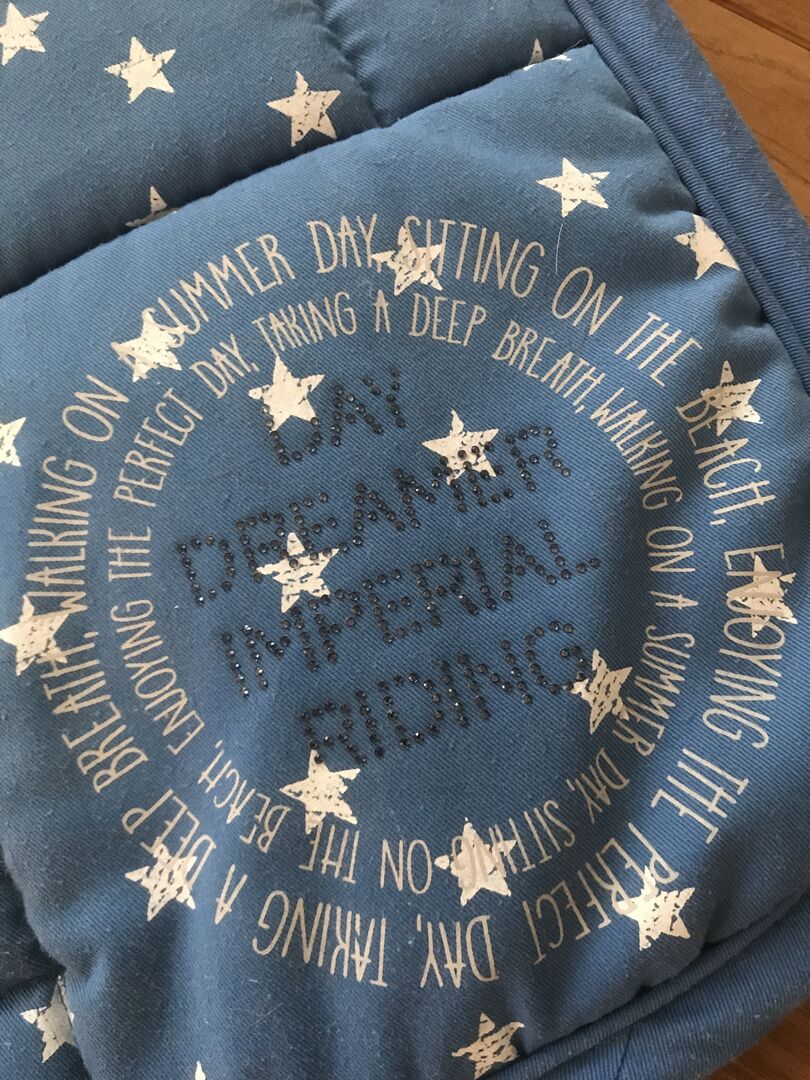 WALKING ON A SUMMER DAY, SITTING ON THE BEACH, ENJOYING THE PERFECT DAY, TAKING A DEEP BREATH,
WALKING ON A SUMMER DAY, SITTING ON THE BEACH, ENJOYING THE PERFECT DAY, TAKING A DEEP BREATH,
DAY
DREAMER
IMPERIAL
RIDING